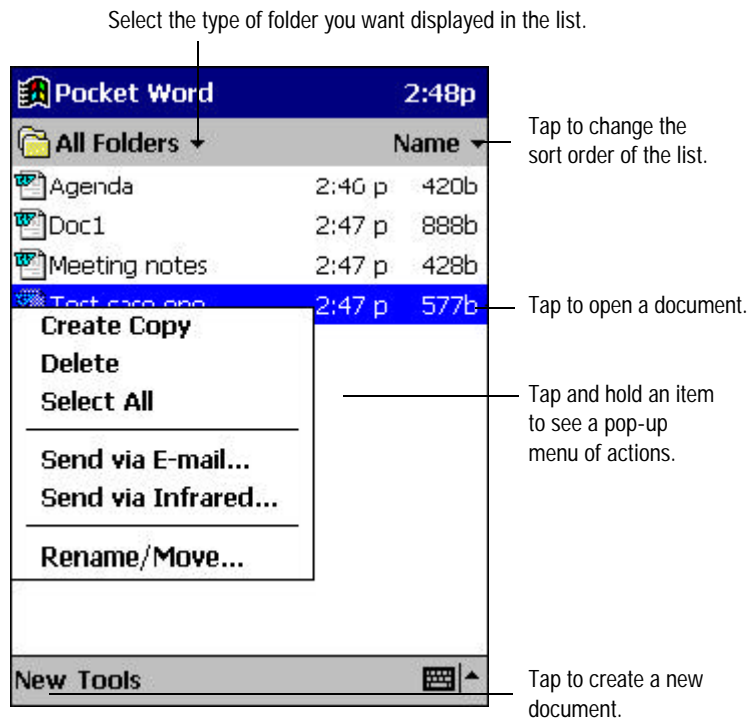 Select the type of folder you want displayed in the list.
Pocket Word 2:48p
All Folders Name
Tap to change the
sort order of the list.
Agenda 2:46 p 420b
Doc1 2:47 p 888b
Meeting notes 2:47 p 428b
2:47 p 577b
Tap to open a document.
Create Copy
Delete
Select All
Send via E-mail...
Send via Infrared...
Rename/Move...
Tap and hold an item
to see a pop-up
menu of actions.
New Tools
Tap to create a new
document.